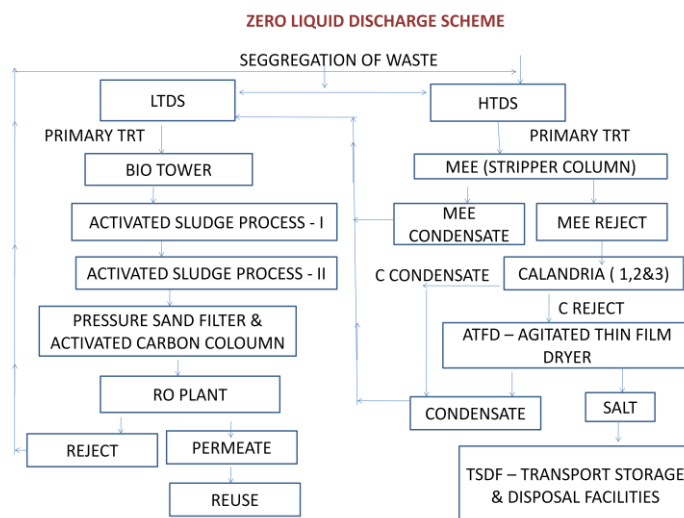 ZERO LIQUID DISCHARGE SCHEME
SEGGREGATION OF WASTE
LTDS
HTDS
PRIMARY TRT
PRIMARY TRT
BIO TOWER
MEE (STRIPPER COLUMN)
ACTIVATED SLUDGE PROCESS - I
MEE
CONDENSATE
MEE REJECT
ACTIVATED SLUDGE PROCESS - II
C CONDENSATE
CALANDRIA ( 1,2&3)
C REJECT
PRESSURE SAND FILTER &
ACTIVATED CARBON COLOUMN
ATFD – AGITATED THIN FILM
DRYER
RO PLANT
CONDENSATE
SALT
REJECT
PERMEATE
REUSE
TSDF – TRANSPORT STORAGE
& DISPOSAL FACILITIES